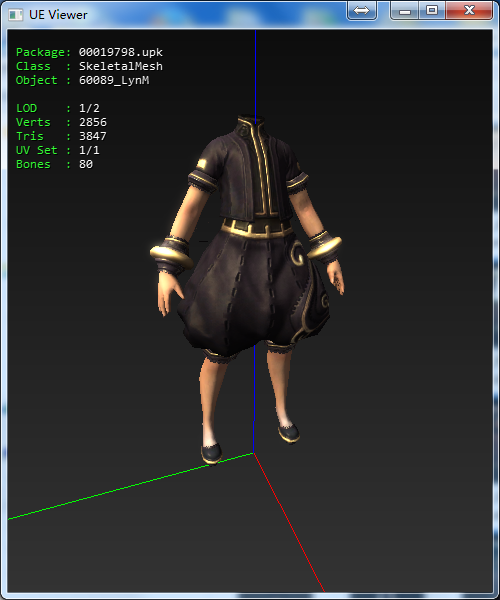 UE Viewer
Package: 00019798.upk
Class : SkeletalMesh
Object : 60089_LynM
LOD : 1/2
Verts : 2856
Tris : 3847
UV Set : 1/1
Bones : 80